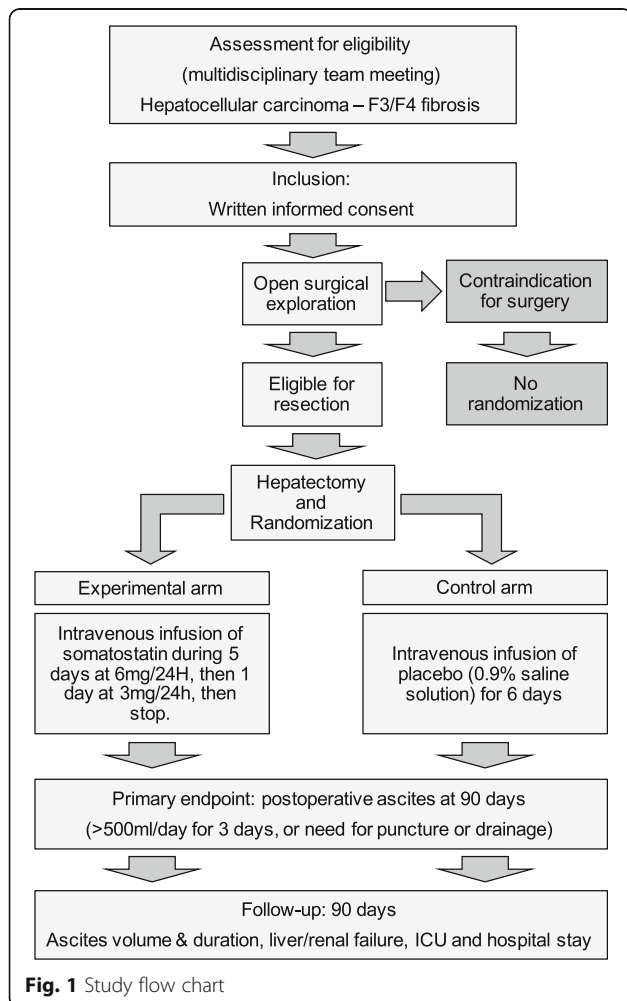 Assessment for eligibility
(multidisciplinary team meeting)
Hepatocellular carcinoma – F3/F4 fibrosis
Inclusion:
Written informed consent
Open surgical
exploration
Contraindication
for surgery
Eligible for
resection
No
randomization
Hepatectomy
and
Randomization
Experimental arm
Intravenous infusion of
somatostatin during 5
days at 6mg/24H, then 1
day at 3mg/24h, then
stop.
Control arm
Intravenous infusion of
placebo (0.9% saline
solution) for 6 days
Primary endpoint: postoperative ascites at 90 days
(>500ml/day for 3 days, or need for puncture or drainage)
Follow-up: 90 days
Ascites volume & duration, liver/renal failure, ICU and hospital stay
Fig. 1 Study flow chart